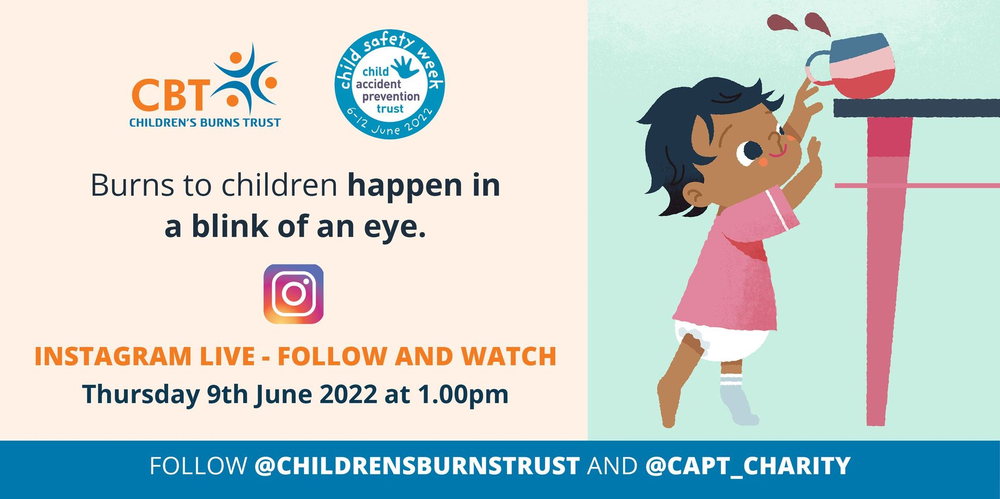 CBT
CHILDREN'S BURNS TRUST
child safety week
child
accident
prevention
trust
6-12 June 2022
Burns to children happen in
a blink of an eye.
INSTAGRAM LIVE - FOLLOW AND WATCH
Thursday 9th June 2022 at 1.00pm
FOLLOW @CHILDRENSBURNSTRUST AND @CAPT_CHARITY